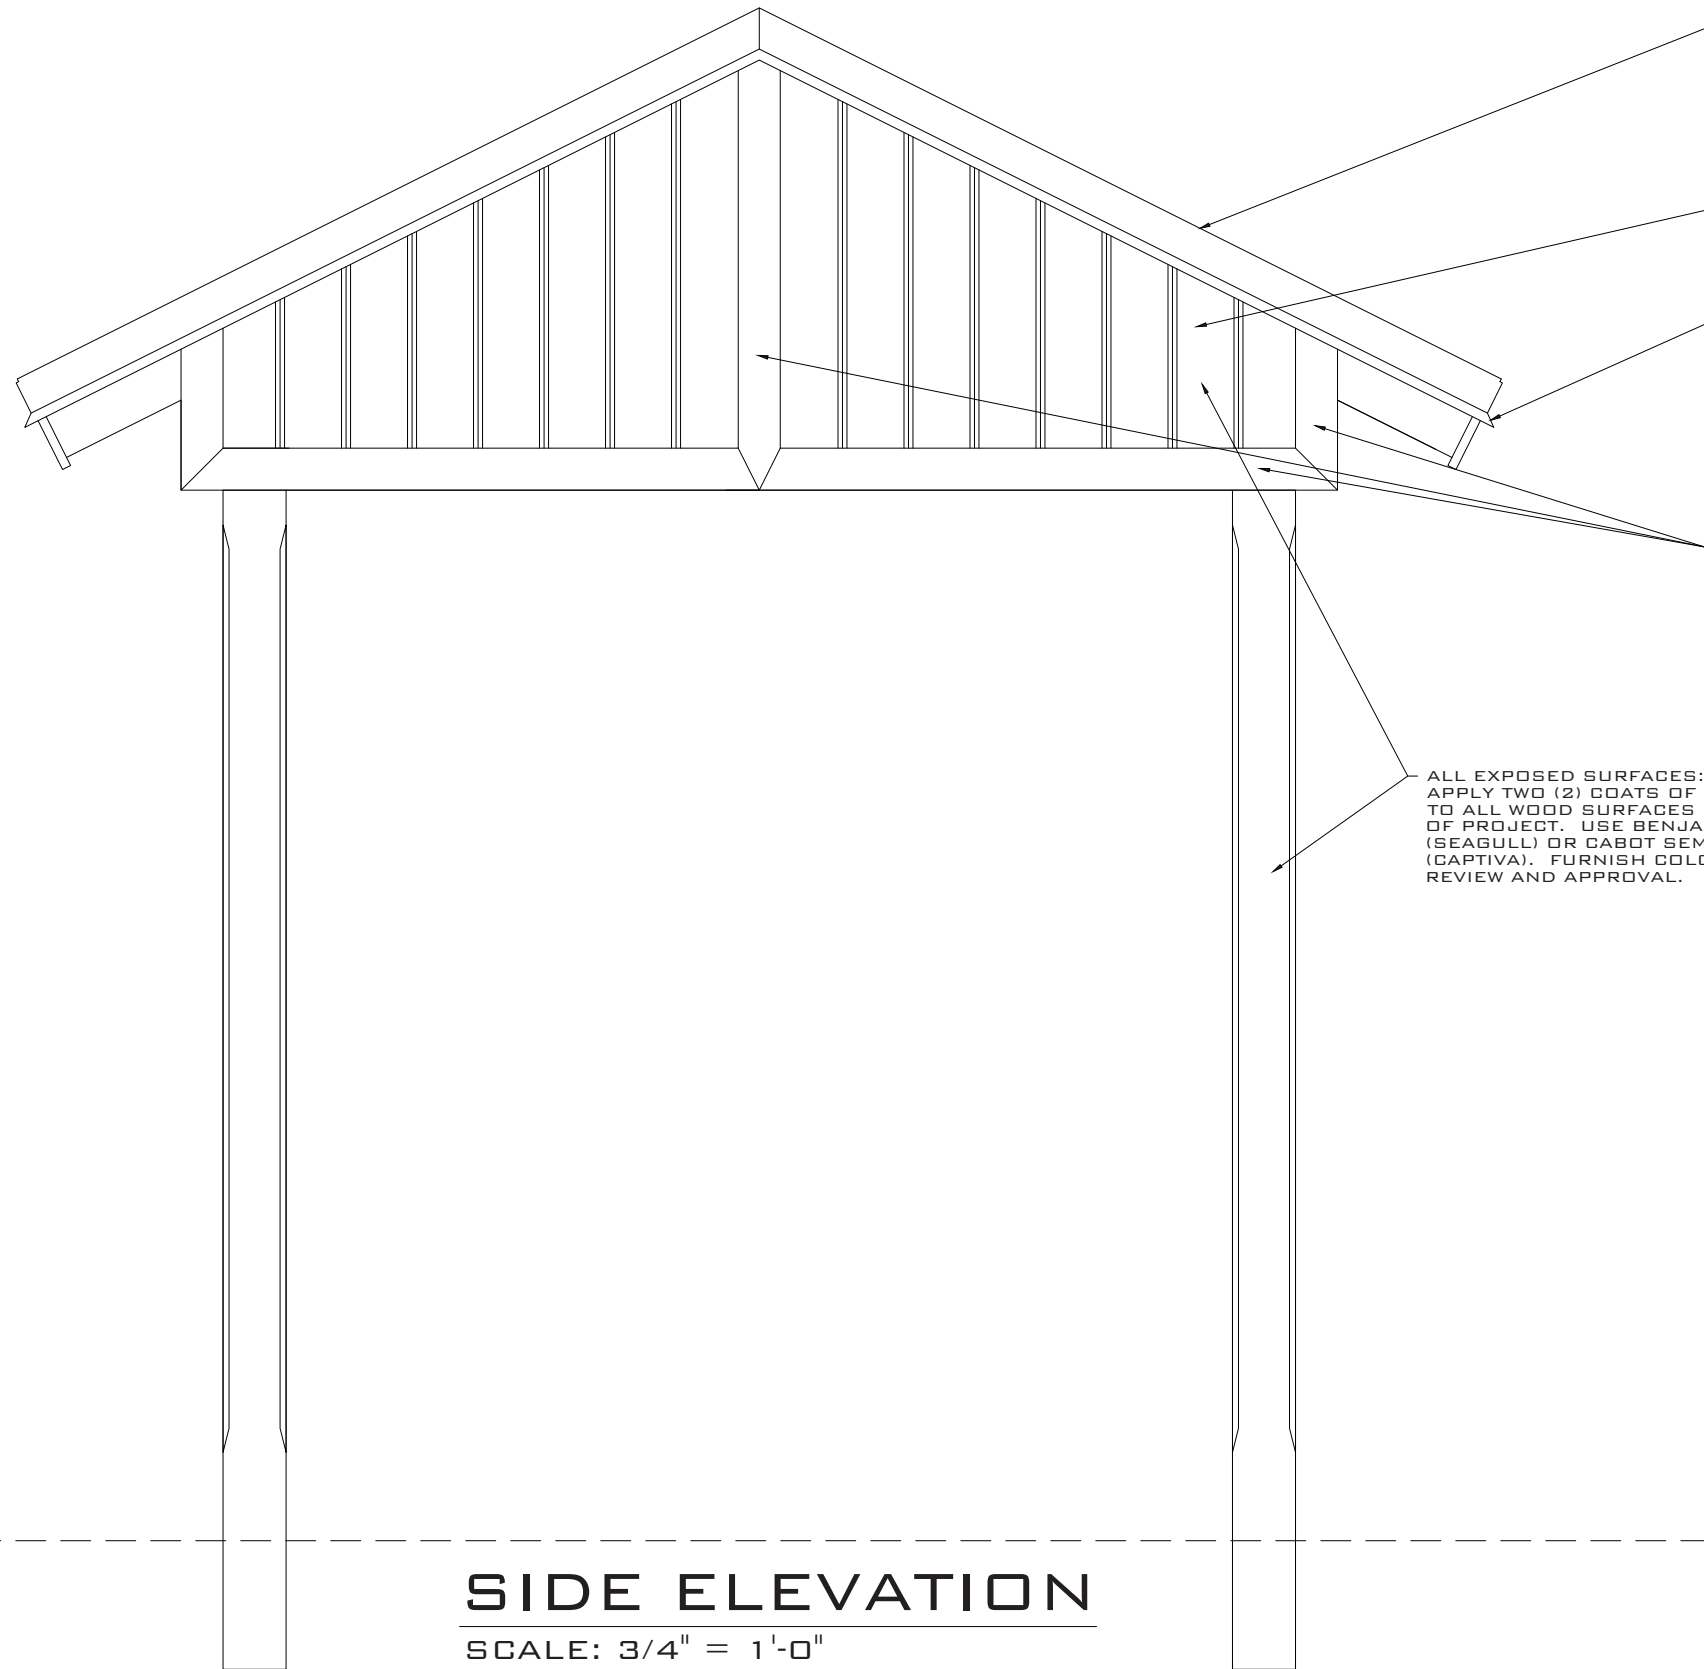 ALL EXPOSED SURFACES:
APPLY TWO (2) COATS OF
TO ALL WOOD SURFACES
OF PROJECT. USE BENJA
(SEAGULL) OR CABOT SEM
(CAPTIVA). FURNISH COLO
REVIEW AND APPROVAL.
SIDE ELEVATION
SCALE: 3/4" = 1'-0"